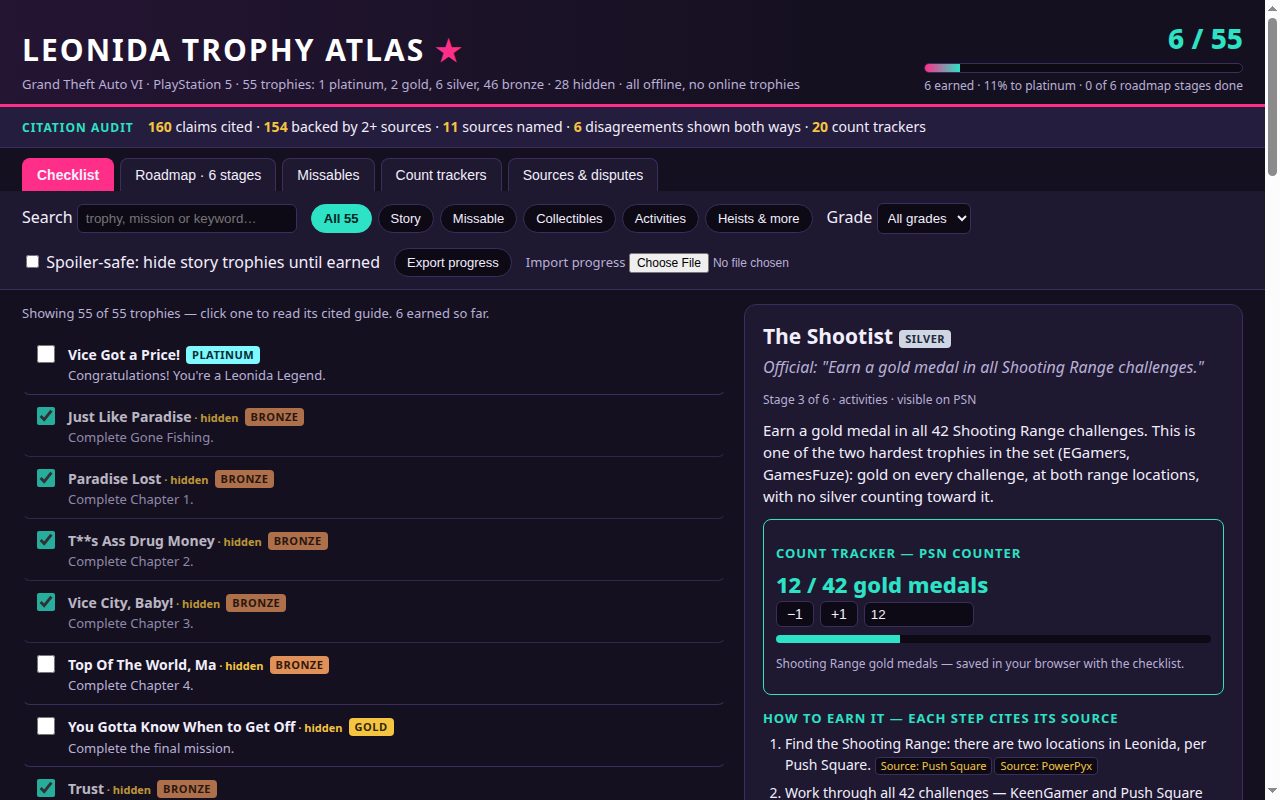 LEONIDA TROPHY ATLAS ★
Grand Theft Auto VI · PlayStation 5 · 55 trophies: 1 platinum, 2 gold, 6 silver, 46 bronze · 28 hidden · all offline, no online trophies
6 / 55
6 earned · 11% to platinum · 0 of 6 roadmap stages done
CITATION AUDIT 160 claims cited · 154 backed by 2+ sources · 11 sources named · 6 disagreements shown both ways · 20 count trackers
Checklist
Roadmap · 6 stages
Missables
Count trackers
Sources & disputes
Search trophy, mission or keyword… All 55 Story Missable Collectibles Activities Heists & more Grade All grades
Spoiler-safe: hide story trophies until earned Export progress Import progress Choose File No file chosen
Showing 55 of 55 trophies — click one to read its cited guide. 6 earned so far.
Vice Got a Price! PLATINUM
Congratulations! You're a Leonida Legend.
Just Like Paradise · hidden BRONZE
Complete Gone Fishing.
Paradise Lost · hidden BRONZE
Complete Chapter 1.
T**s Ass Drug Money · hidden BRONZE
Complete Chapter 2.
Vice City, Baby! · hidden BRONZE
Complete Chapter 3.
Top Of The World, Ma · hidden BRONZE
Complete Chapter 4.
You Gotta Know When to Get Off · hidden GOLD
Complete the final mission.
Trust · hidden BRONZE
The Shootist SILVER
Official: "Earn a gold medal in all Shooting Range challenges."
Stage 3 of 6 · activities · visible on PSN
Earn a gold medal in all 42 Shooting Range challenges. This is
one of the two hardest trophies in the set (EGamers,
GamesFuze): gold on every challenge, at both range locations,
with no silver counting toward it.
COUNT TRACKER — PSN COUNTER
12 / 42 gold medals
−1 +1 12
Shooting Range gold medals — saved in your browser with the checklist.
HOW TO EARN IT — EACH STEP CITES ITS SOURCE
1. Find the Shooting Range: there are two locations in Leonida, per
Push Square. Source: Push Square Source: PowerPyx
2. Work through all 42 challenges — KeenGamer and Push Square